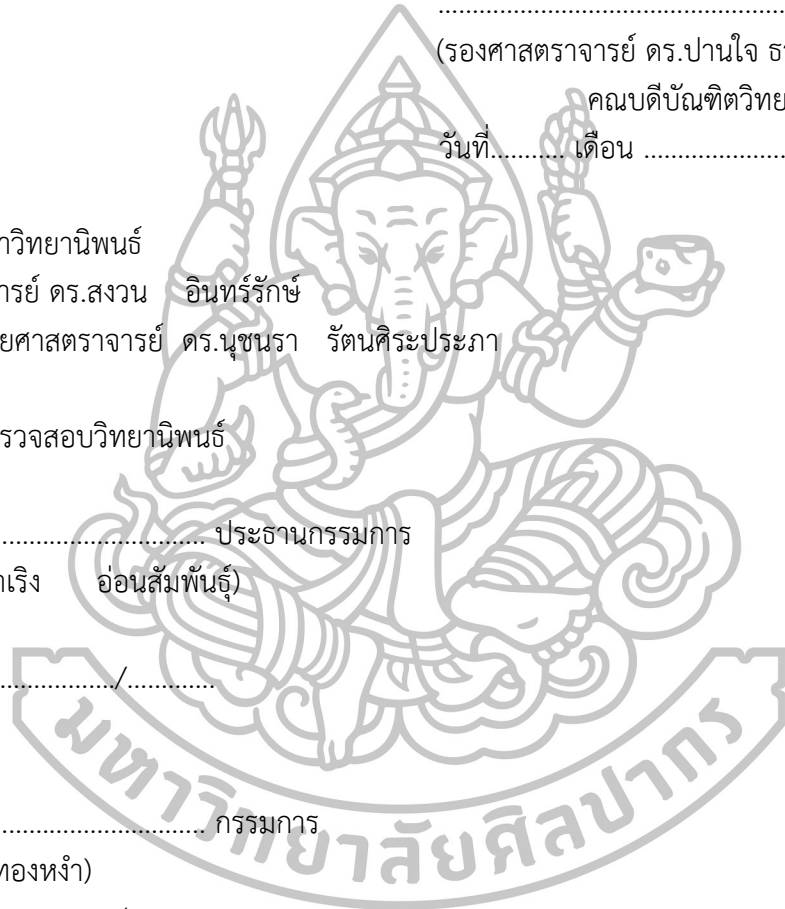 ................................................
(รองศาสตราจารย์ ดร.ปานใจ
คณบดีบัณฑิตวิทย
วันที่........... เดือน .....................
าวิทยานิพนธ์
ารย์ ดร.สงวน อินทร์รักษ์
ยศาสตราจารย์ ดร.นุชนรา รัตนศิระประภา
รวจสอบวิทยานิพนธ์
.............................. ประธานกรรมการ
าเริง อ่อนสัมพันธุ์)
................./.............
.............................. กรรมการ
ทองหงำ)
มหาวิทยาลัยศิลปากร